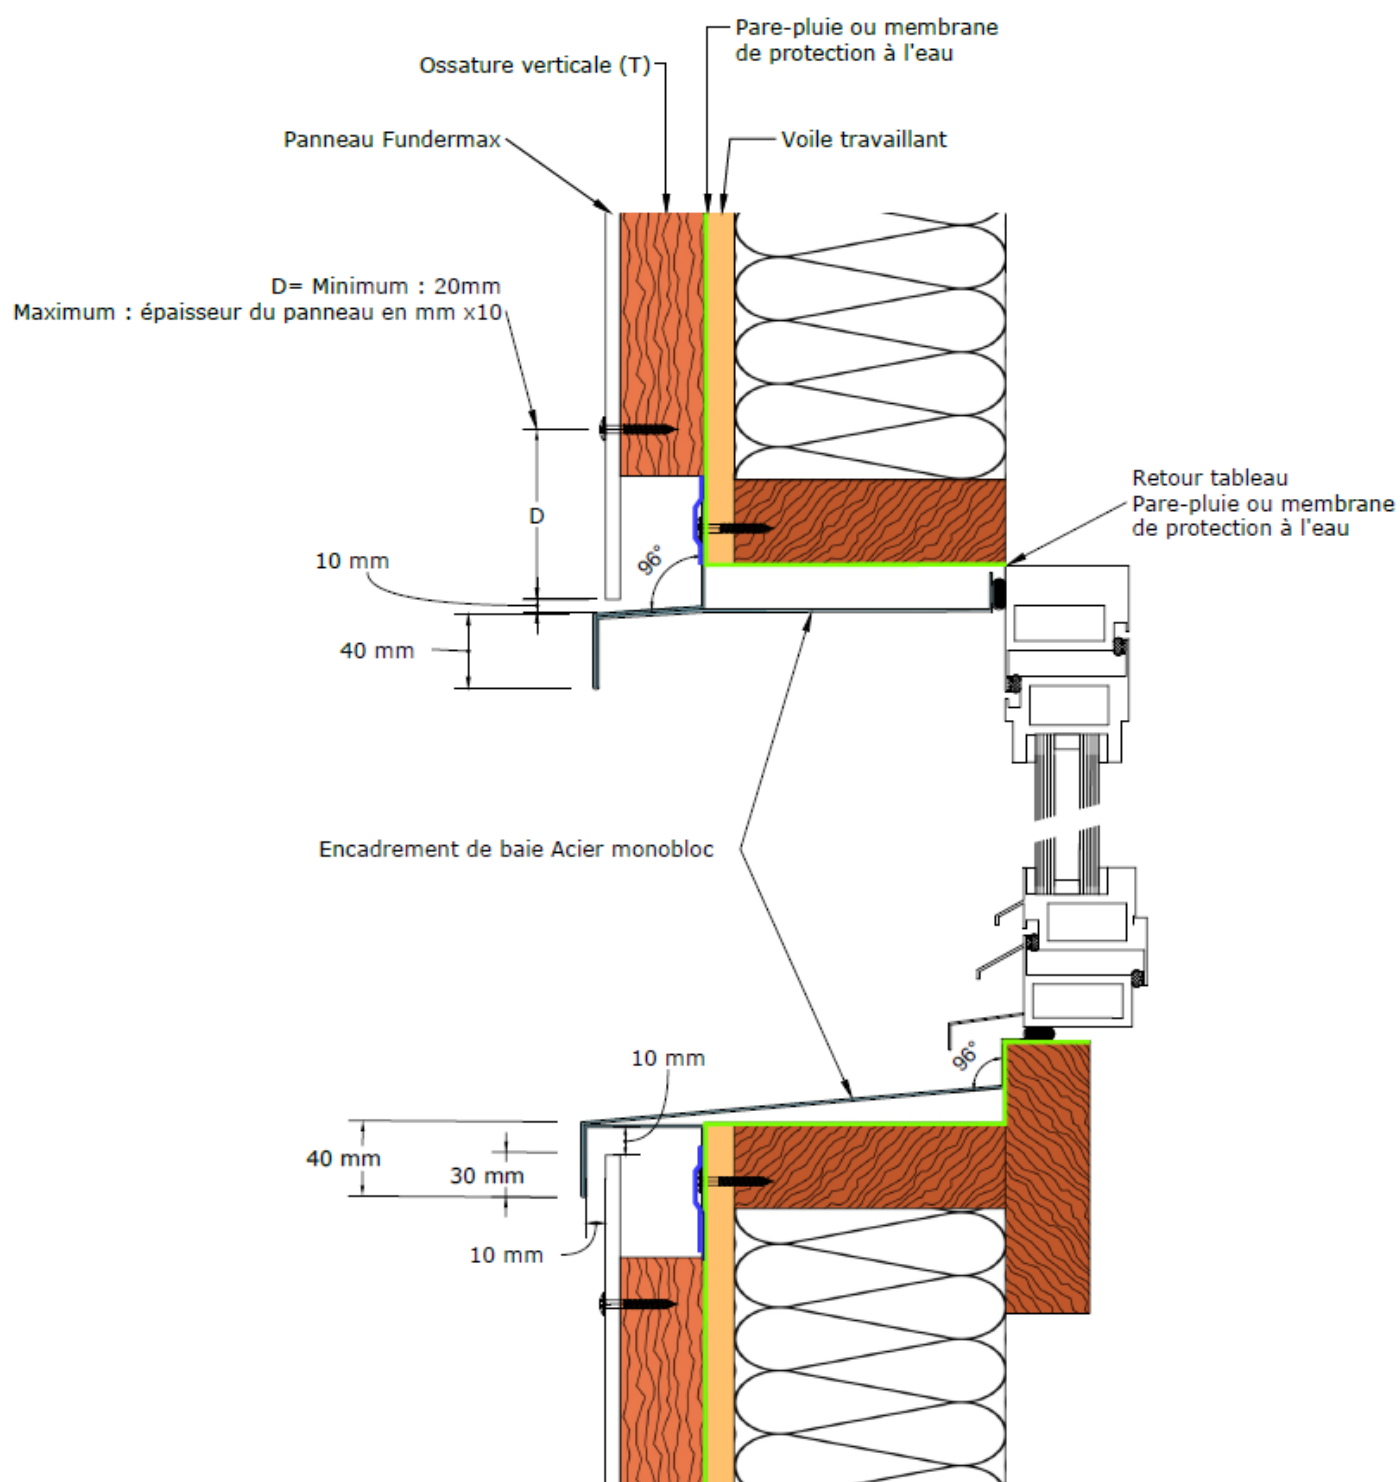 Pare-pluie ou membrane
de protection à l'eau
Ossature verticale (T)
Panneau Fundermax
Voile travaillant
D= Minimum : 20mm
Maximum : épaisseur du panneau en mm x10
Retour tableau
Pare-pluie ou membrane
de protection à l'eau
D
96°
10 mm
40 mm
Encadrement de baie Acier monobloc
96°
10 mm
40 mm
30 mm
10 mm